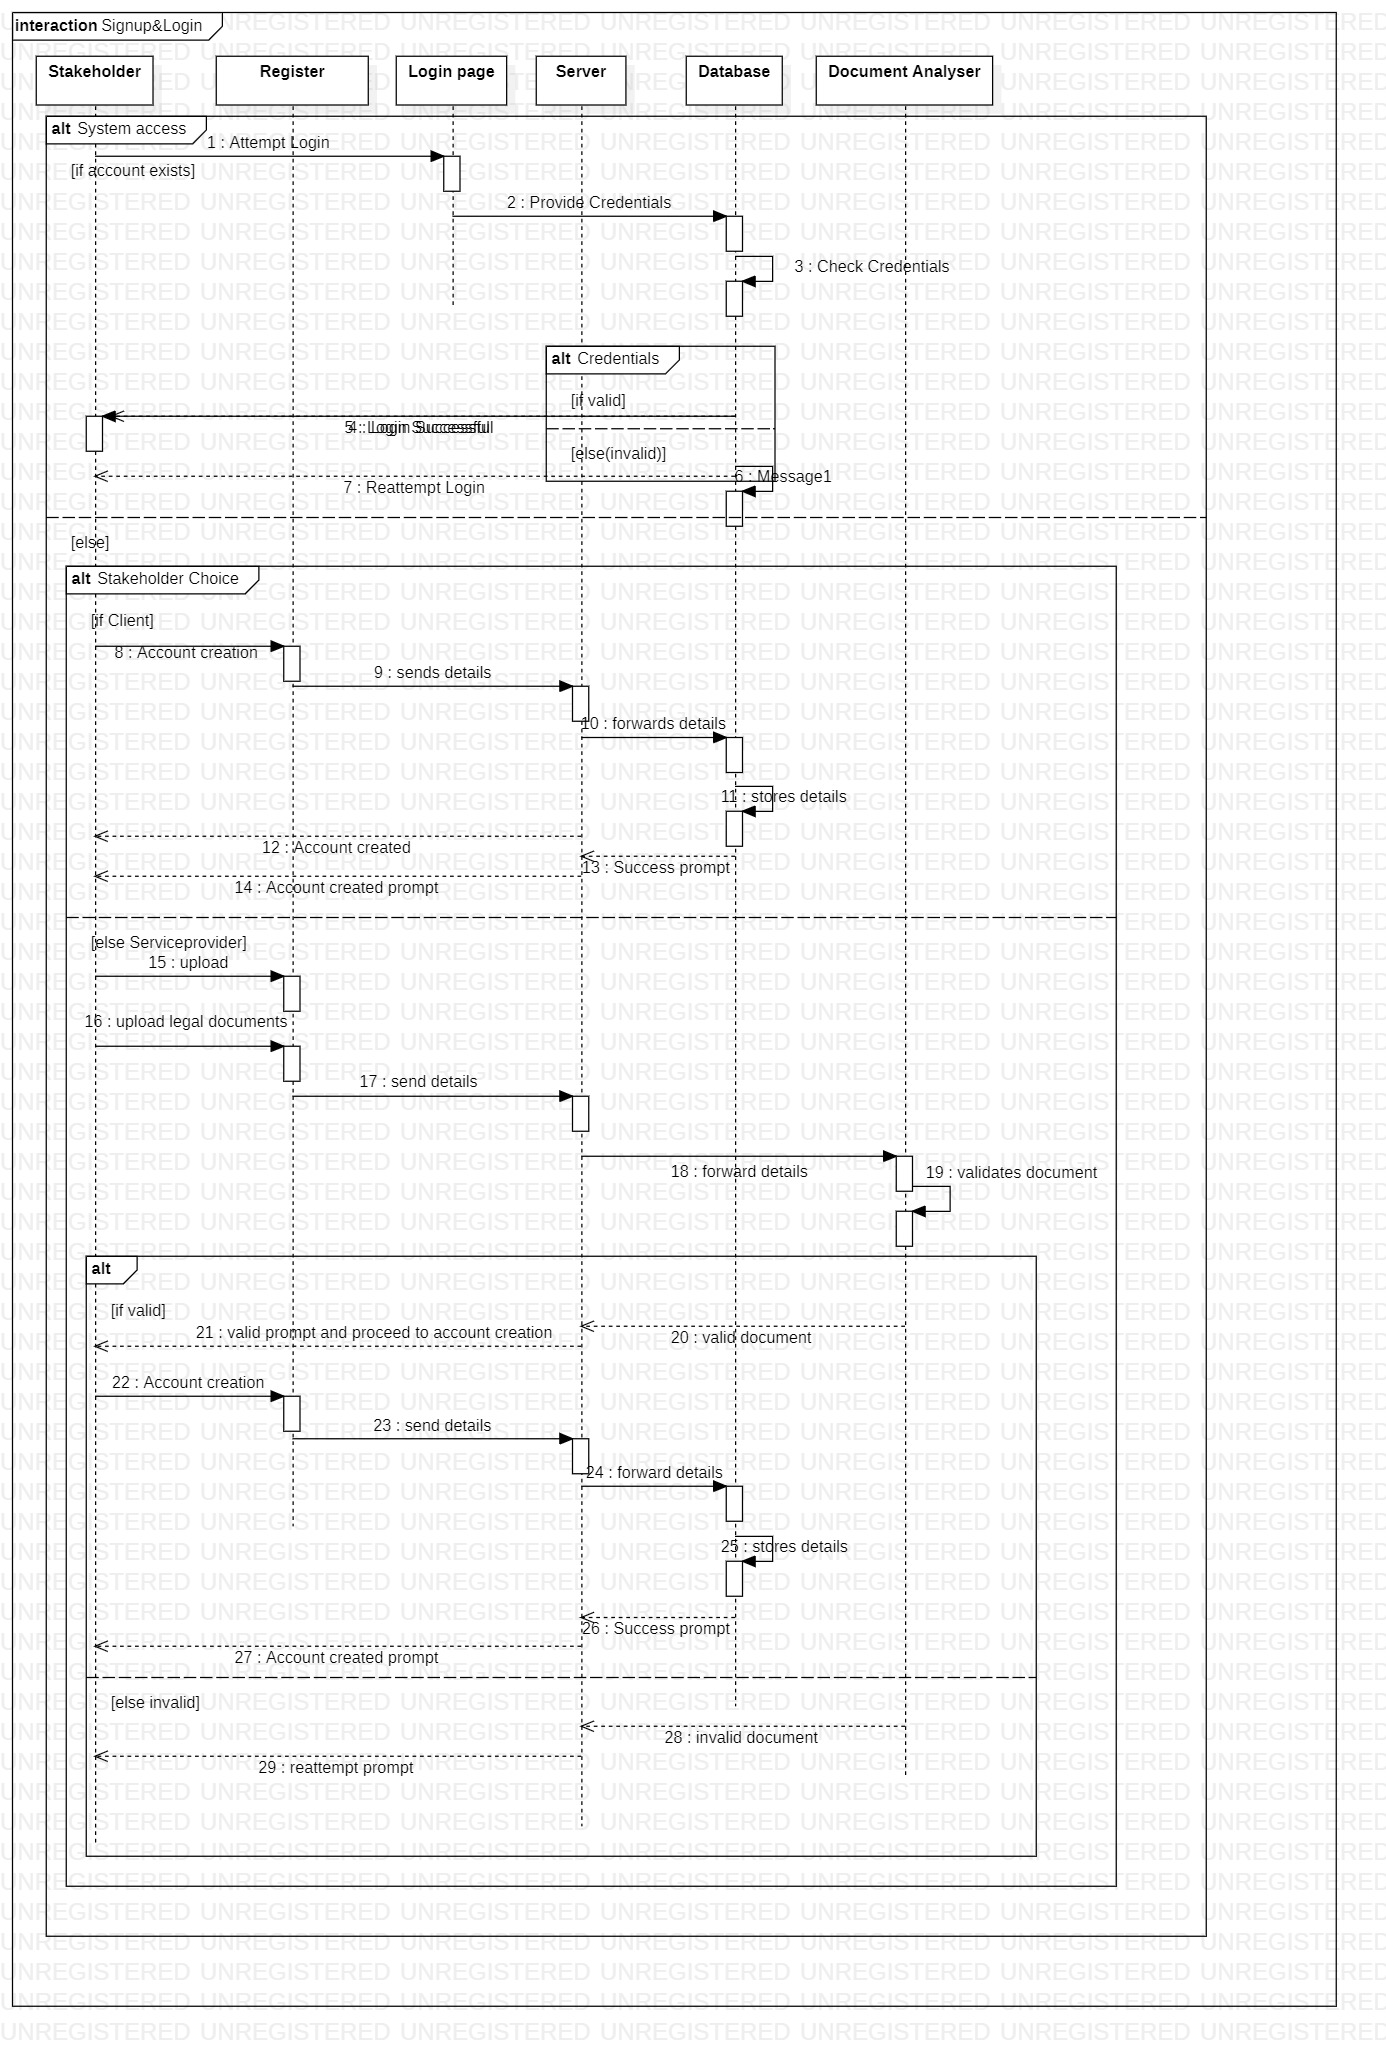 interaction Signup&Login
Stakeholder
Register
Login page
Server
Database
Document Analyser
alt System access
1 : Attempt Login
[if account exists]
2 : Provide Credentials
3 : Check Credentials
alt Credentials
[if valid]
5 : Login Successful
4 : Login Successful
[else(invalid)]
6 : Message1
7 : Reattempt Login
[else]
alt Stakeholder Choice
[if Client]
8 : Account creation
9 : sends details
10 : forwards details
11 : stores details
12 : Account created
13 : Success prompt
14 : Account created prompt
[else Serviceprovider]
15 : upload
16 : upload legal documents
17 : send details
18 : forward details
19 : validates document
alt
[if valid]
20 : valid document
21 : valid prompt and proceed to account creation
22 : Account creation
23 : send details
24 : forward details
25 : stores details
26 : Success prompt
27 : Account created prompt
[else invalid]
28 : invalid document
29 : reattempt prompt
UNREGISTERED UNREGISTERED UNREGISTERED UNREGISTERED UNREGISTERED UNREGISTERED UNREGISTERED